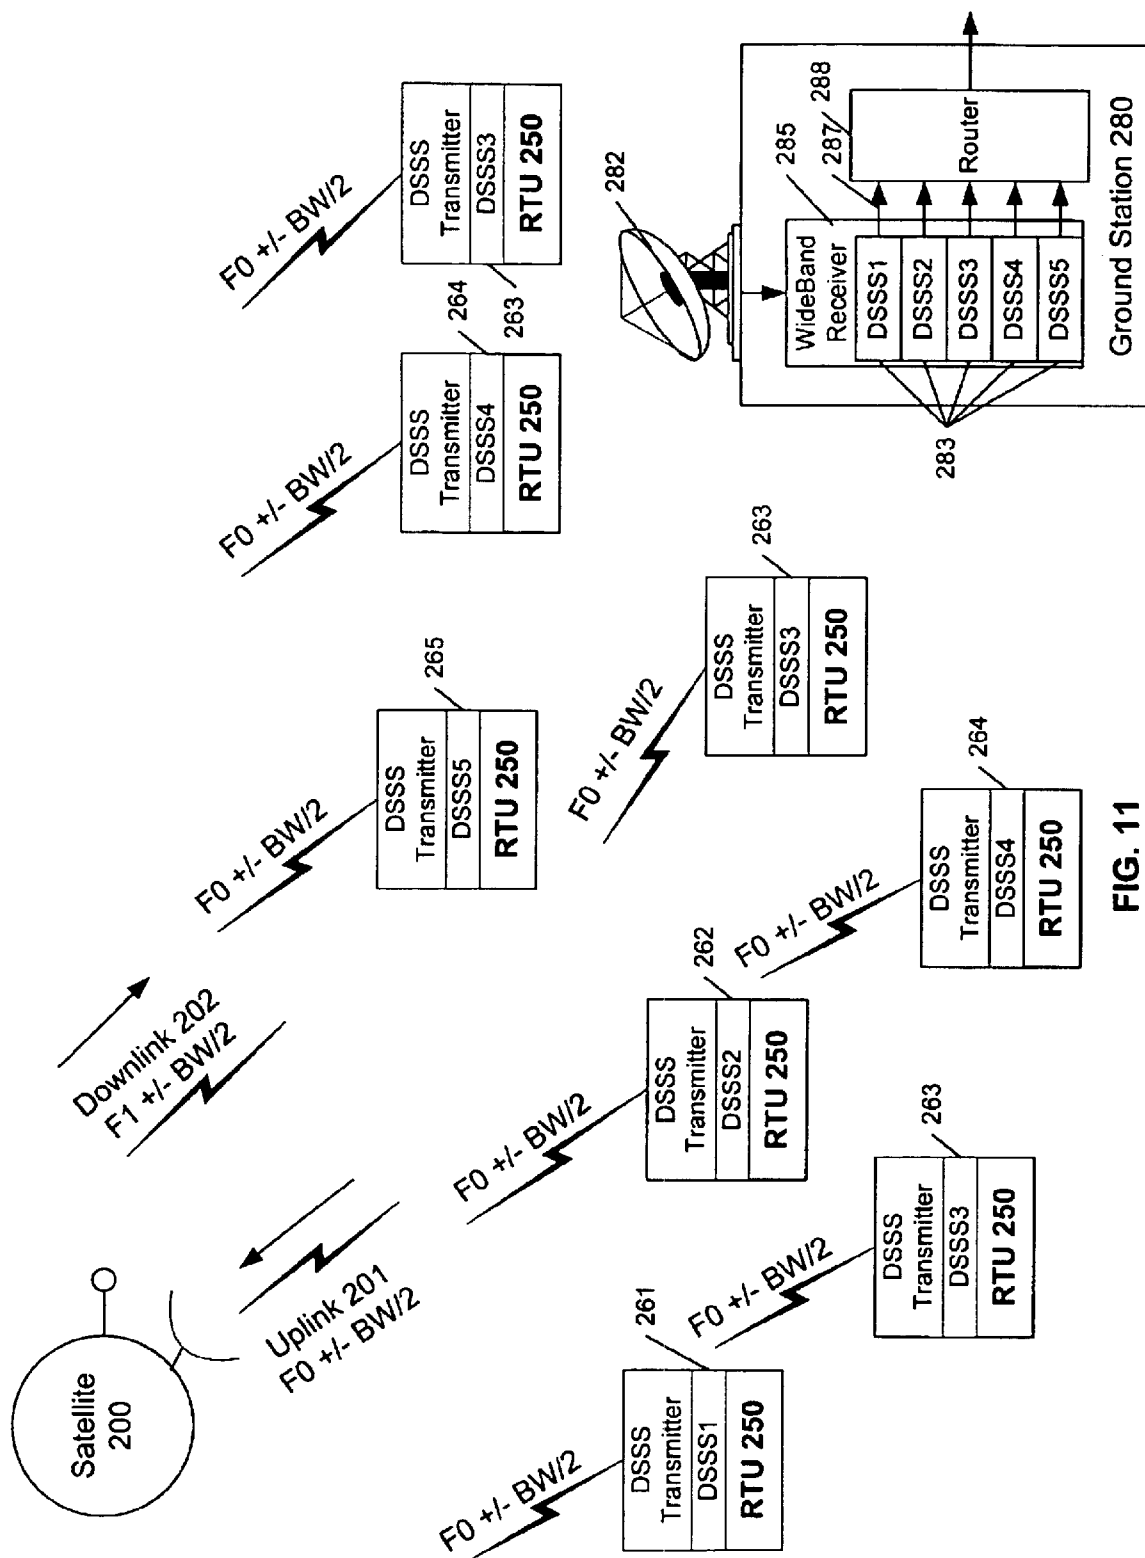 Satellite
200
Uplink 201
F0 +/- BW/2
Downlink 202
F1 +/- BW/2
F0 +/- BW/2
DSSS
Transmitter
DSSS1
RTU 250
261
F0 +/- BW/2
DSSS
Transmitter
DSSS3
RTU 250
263
F0 +/- BW/2
DSSS
Transmitter
DSSS2
RTU 250
262
F0 +/- BW/2
DSSS
Transmitter
DSSS4
RTU 250
264
F0 +/- BW/2
DSSS
Transmitter
DSSS5
RTU 250
265
F0 +/- BW/2
DSSS
Transmitter
DSSS3
RTU 250
263
F0 +/- BW/2
DSSS
Transmitter
DSSS4
RTU 250
264
F0 +/- BW/2
DSSS
Transmitter
DSSS3
RTU 250
263
282
WideBand
Receiver
DSSS1
DSSS2
DSSS3
DSSS4
DSSS5
283
285
287
288
Router
Ground Station 280
FIG. 11